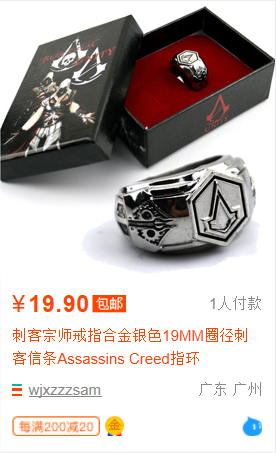 UNITY
¥19.90 包邮 1人付款
刺客宗师戒指合金银色19MM圈径刺
客信条Assassins Creed指环
wjxzzzsam 广东 广州
每满200减20 金